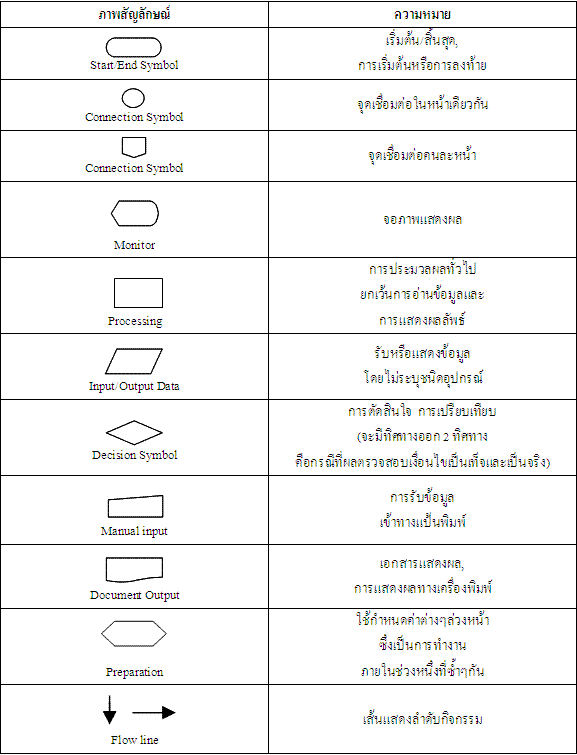 ภาพสัญลักษณ์
ความหมาย
Start/End Symbol
เริ่มต้น/สิ้นสุด,
การเริ่มต้นหรือการลงท้าย
Connection Symbol
จุดเชื่อมต่อในหน้าเดียวกัน
Connection Symbol
จุดเชื่อมต่อคนละหน้า
Monitor
จอภาพแสดงผล
Processing
การประมวลผลทั่วไป
ยกเว้นการอ่านข้อมูลและ
การแสดงผลลัพธ์
Input/Output Data
รับหรือแสดงข้อมูล
โดยไม่ระบุชนิดอุปกรณ์
Decision Symbol
การตัดสินใจ การเปรียบเทียบ
(จะมีทิศทางออก 2 ทิศทาง
คือกรณีที่ผลตรวจสอบเงื่อนไขเป็นเท็จและเป็นจริง)
Manual input
การรับข้อมูล
เข้าทางแป้นพิมพ์
Document Output
เอกสารแสดงผล,
การแสดงผลทางเครื่องพิมพ์
Preparation
ใช้กำหนดค่าต่างๆล่วงหน้า
ซึ่งเป็นการทำงาน
ภายในช่วงหนึ่งที่ซ้ำๆกัน
Flow line
เส้นแสดงลำดับกิจกรรม